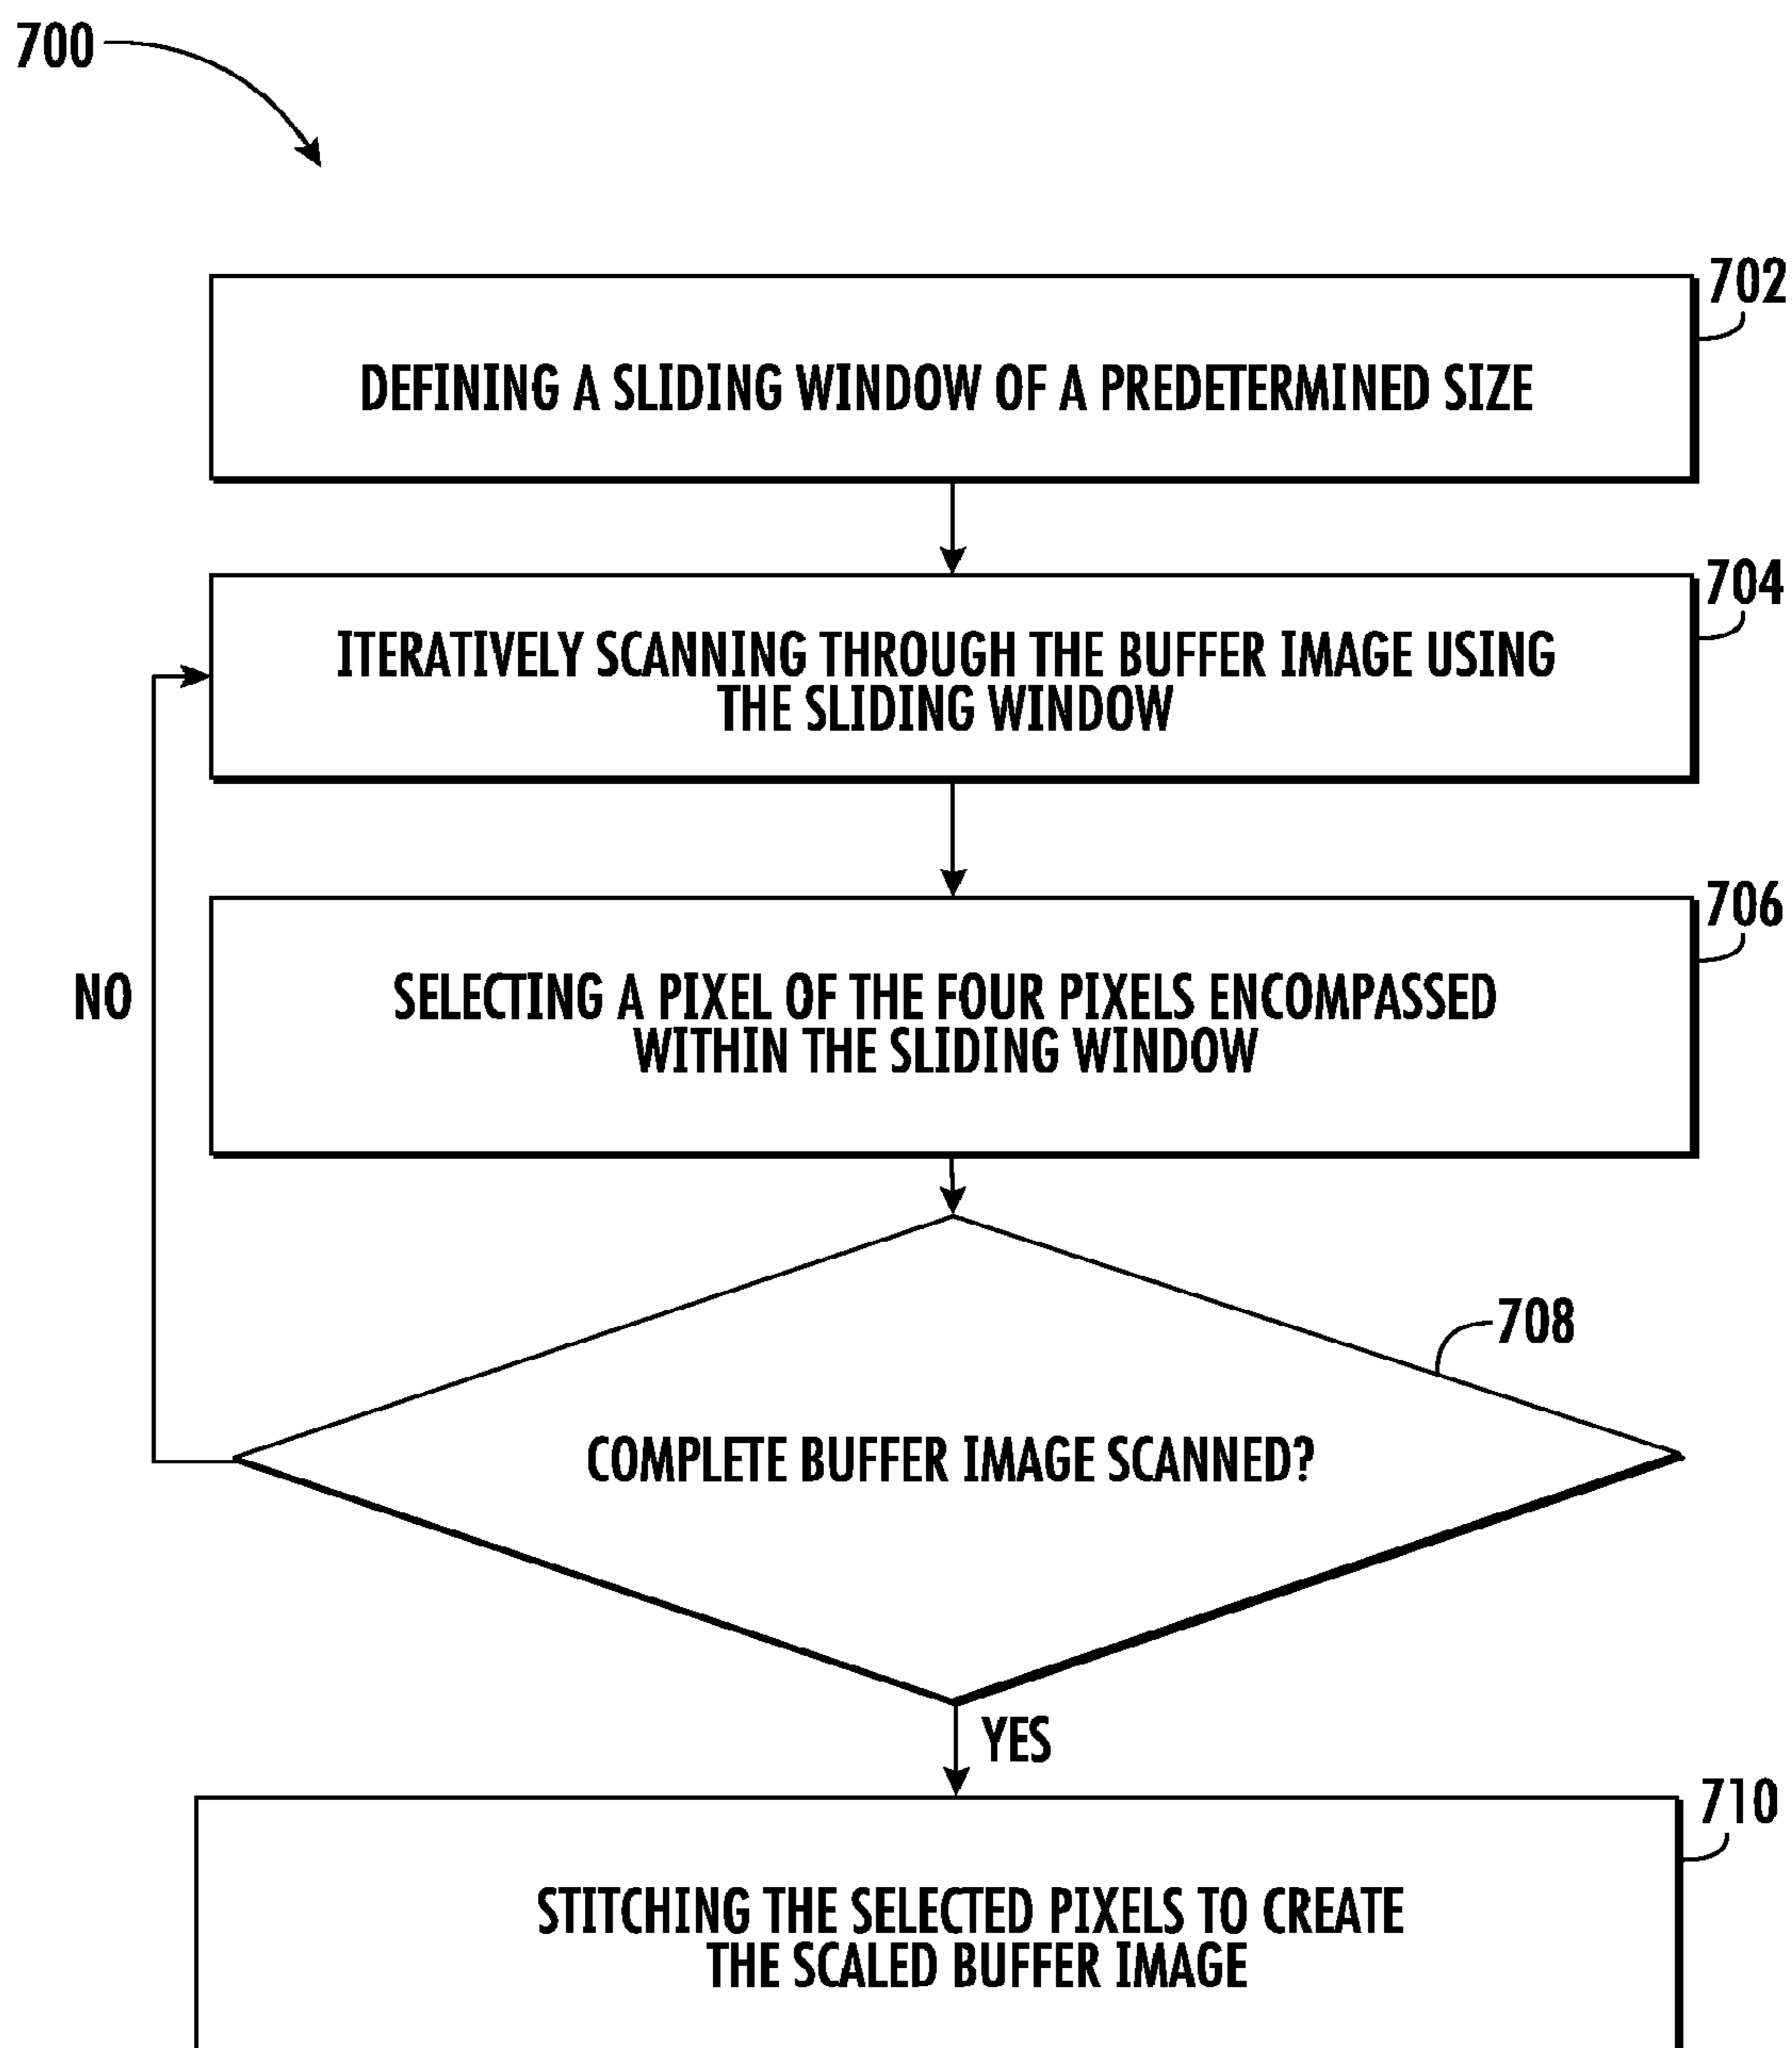 700
702
DEFINING A SLIDING WINDOW OF A PREDETERMINED SIZE
704
ITERATIVELY SCANNING THROUGH THE BUFFER IMAGE USING
THE SLIDING WINDOW
706
SELECTING A PIXEL OF THE FOUR PIXELS ENCOMPASSED
WITHIN THE SLIDING WINDOW
NO
708
COMPLETE BUFFER IMAGE SCANNED?
YES
710
STITCHING THE SELECTED PIXELS TO CREATE
THE SCALED BUFFER IMAGE